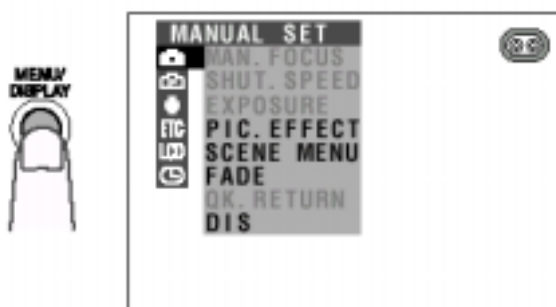 MENU/
DISPLAY
MANUAL SET
MAN. FOCUS
SHUT. SPEED
EXPOSURE
ETC PIC. EFFECT
LCD SCENE MENU
FADE
QK. RETURN
DIS